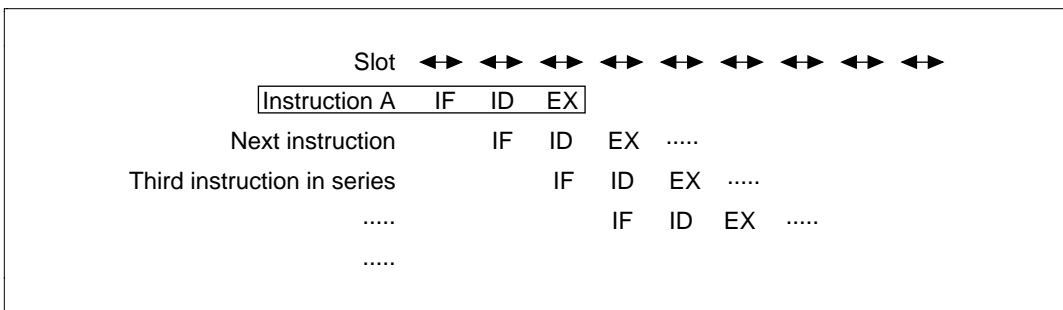 Slot
Instruction A IF ID EX
Next instruction IF ID EX .....
Third instruction in series IF ID EX .....
..... IF ID EX .....
.....